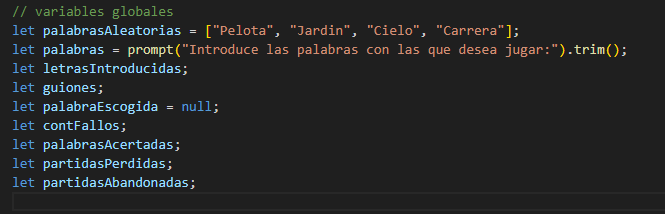 // variables globales
let palabrasAleatorias = ["Pelota", "Jardin", "Cielo", "Carrera"];
let palabras = prompt("Introduce las palabras con las que desea jugar:").trim();
let letrasIntroducidas;
let guiones;
let palabraEscogida = null;
let contFallos;
let palabrasAcertadas;
let partidasPerdidas;
let partidasAbandonadas;